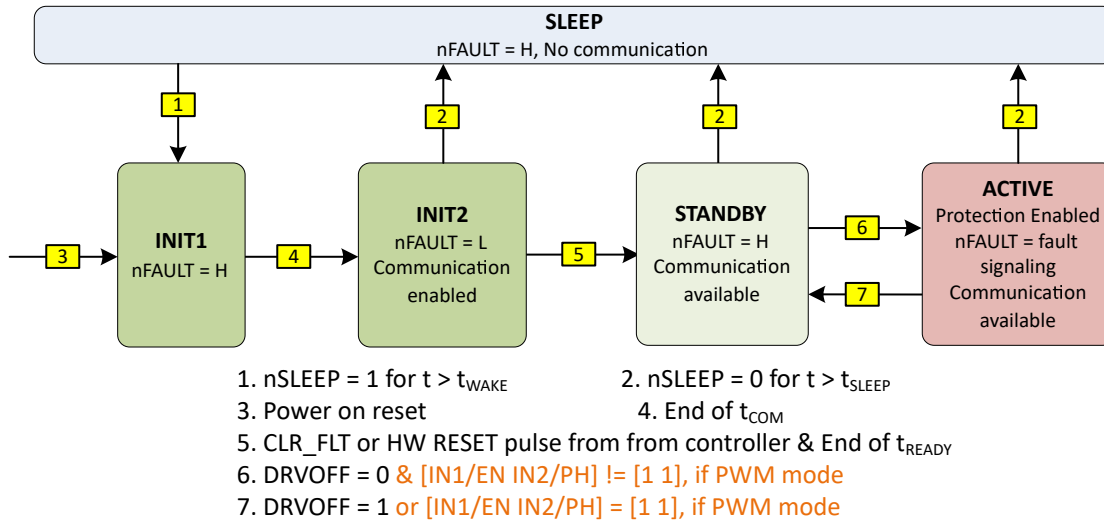 SLEEP
nFAULT = H, No communication
1
2
2
2
INIT1
nFAULT = H
INIT2
nFAULT = L
Communication
enabled
STANDBY
nFAULT = H
Communication
available
ACTIVE
Protection Enabled
nFAULT = fault
signaling
Communication
available
3
4
5
6
7
1. nSLEEP = 1 for t > tWAKE
2. nSLEEP = 0 for t > tSLEEP
3. Power on reset
4. End of tCOM
5. CLR_FLT or HW RESET pulse from from controller & End of tREADY
6. DRVOFF = 0 & [IN1/EN IN2/PH] != [1 1], if PWM mode
7. DRVOFF = 1 or [IN1/EN IN2/PH] = [1 1], if PWM mode